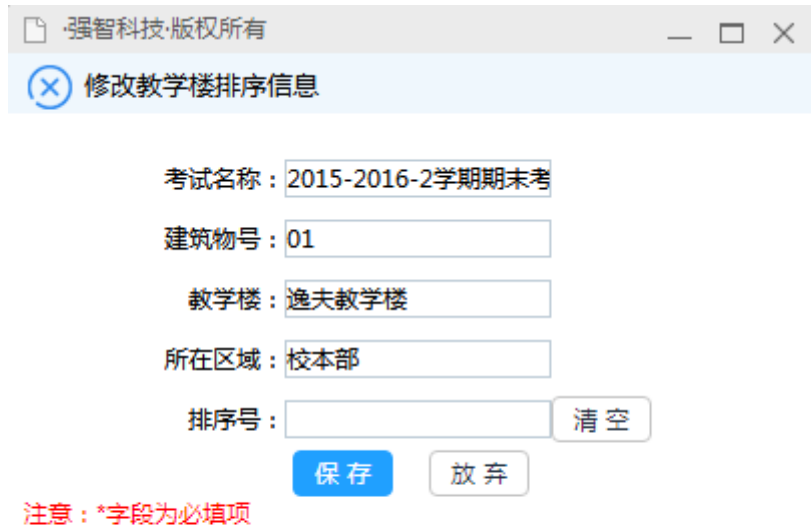 ·强智科技·版权所有
修改教学楼排序信息
考试名称：2015-2016-2学期期末考
建筑物号：01
教学楼：逸夫教学楼
所在区域：校本部
排序号： 清 空
保 存 放 弃
注意：*字段为必填项